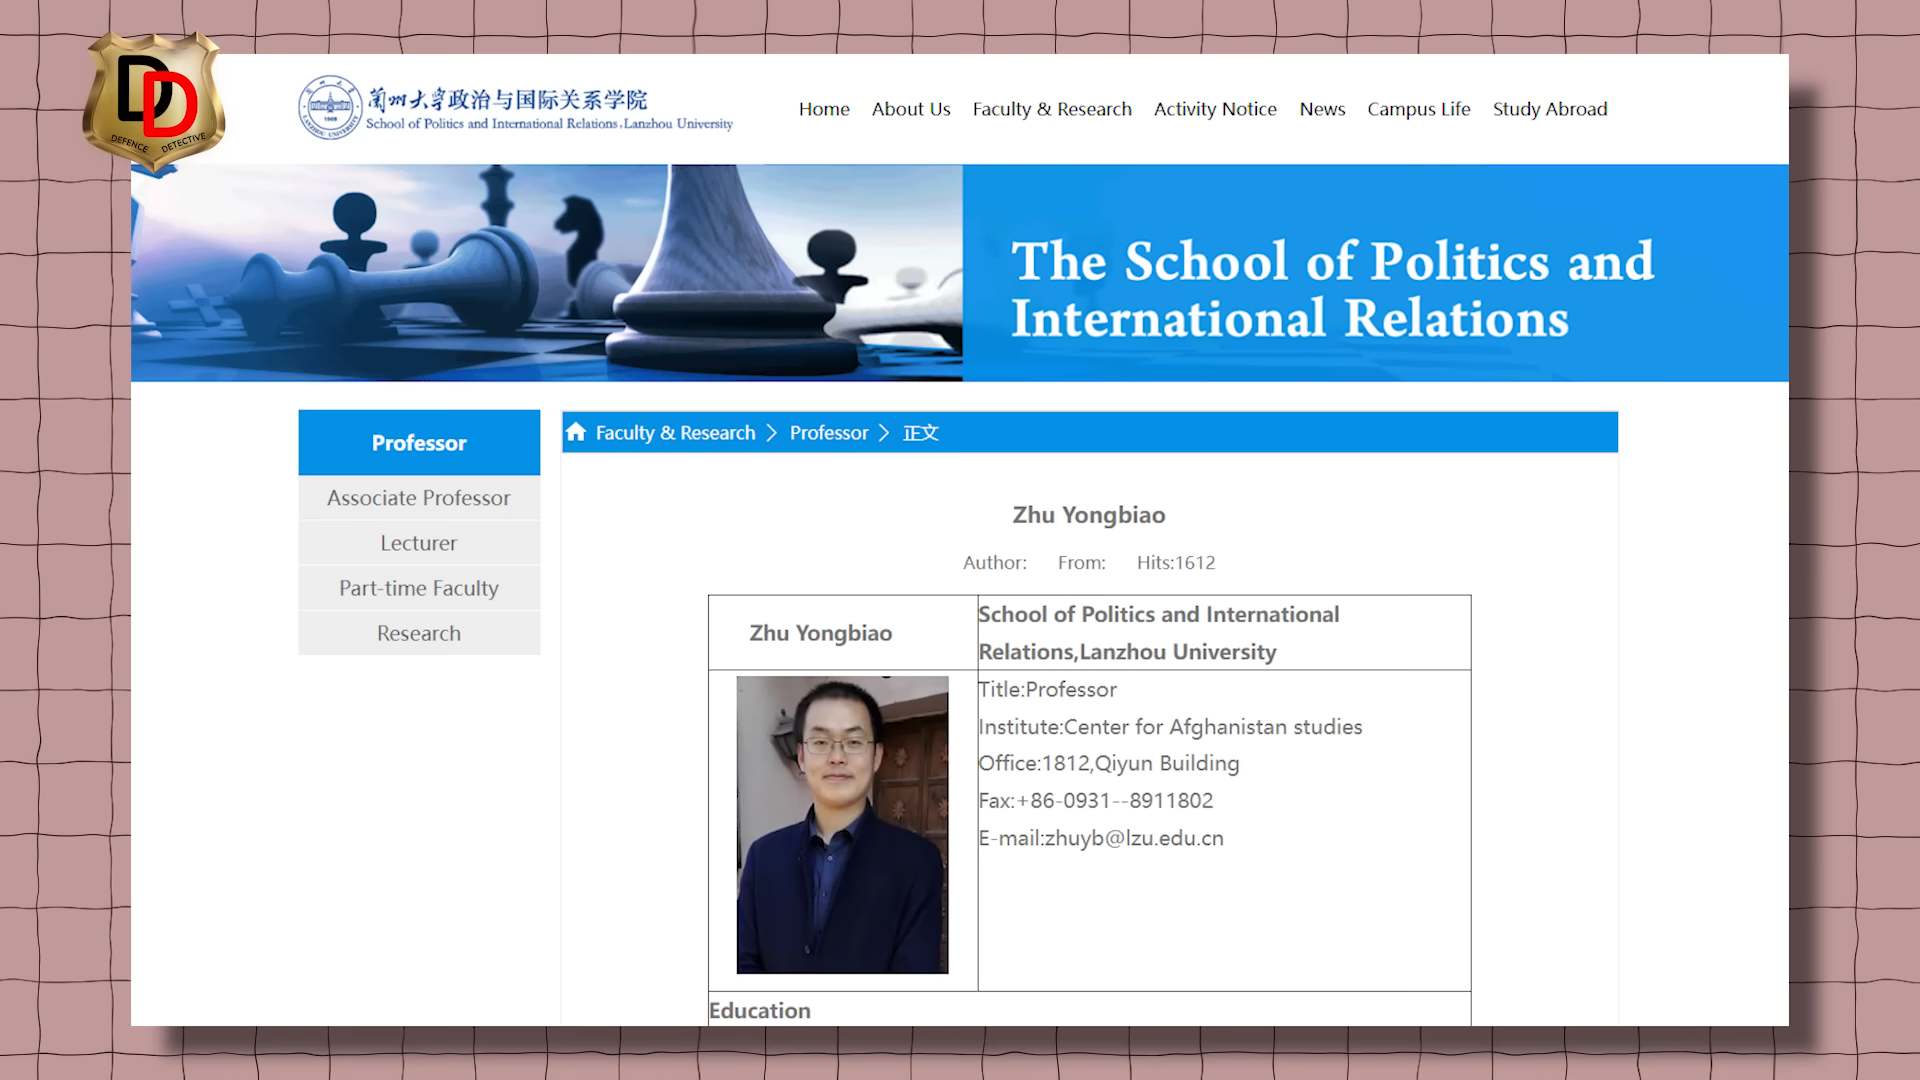 DD
DEFENCE DETECTIVE
兰州大学政治与国际关系学院
School of Politics and International Relations,Lanzhou University
1909
LANZHOU UNIVERSITY
Home About Us Faculty & Research Activity Notice News Campus Life Study Abroad
The School of Politics and
International Relations
Professor
Associate Professor
Lecturer
Part-time Faculty
Research
Faculty & Research > Professor > 正文
Zhu Yongbiao
Author: From: Hits:1612
Zhu Yongbiao
School of Politics and International
Relations,Lanzhou University
Title:Professor
Institute:Center for Afghanistan studies
Office:1812,Qiyun Building
Fax:+86-0931--8911802
E-mail:zhuyb@lzu.edu.cn
Education